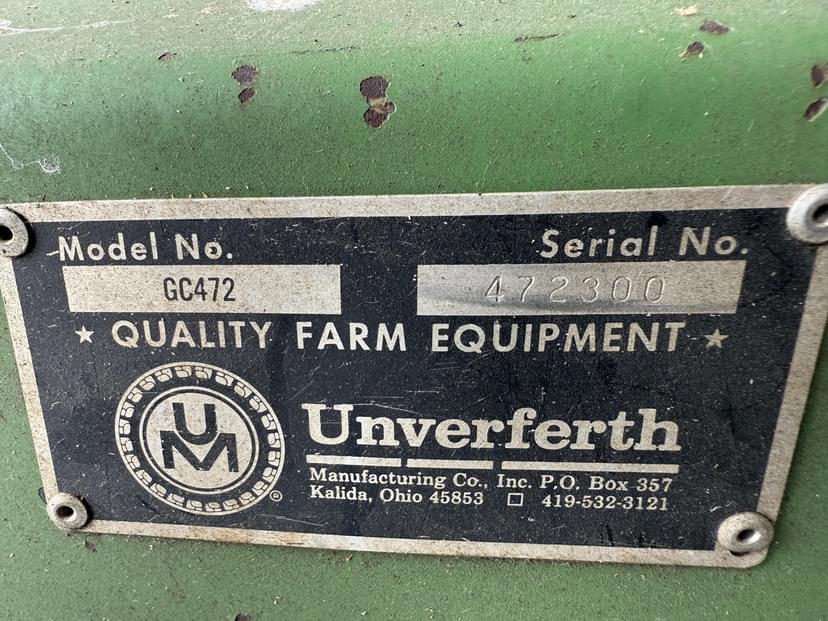 Model No. Serial No.
GC472 472300
★ QUALITY FARM EQUIPMENT ★
UM ®
Unverferth
Manufacturing Co., Inc. P.O. Box 357
Kalida, Ohio 45853 □ 419-532-3121